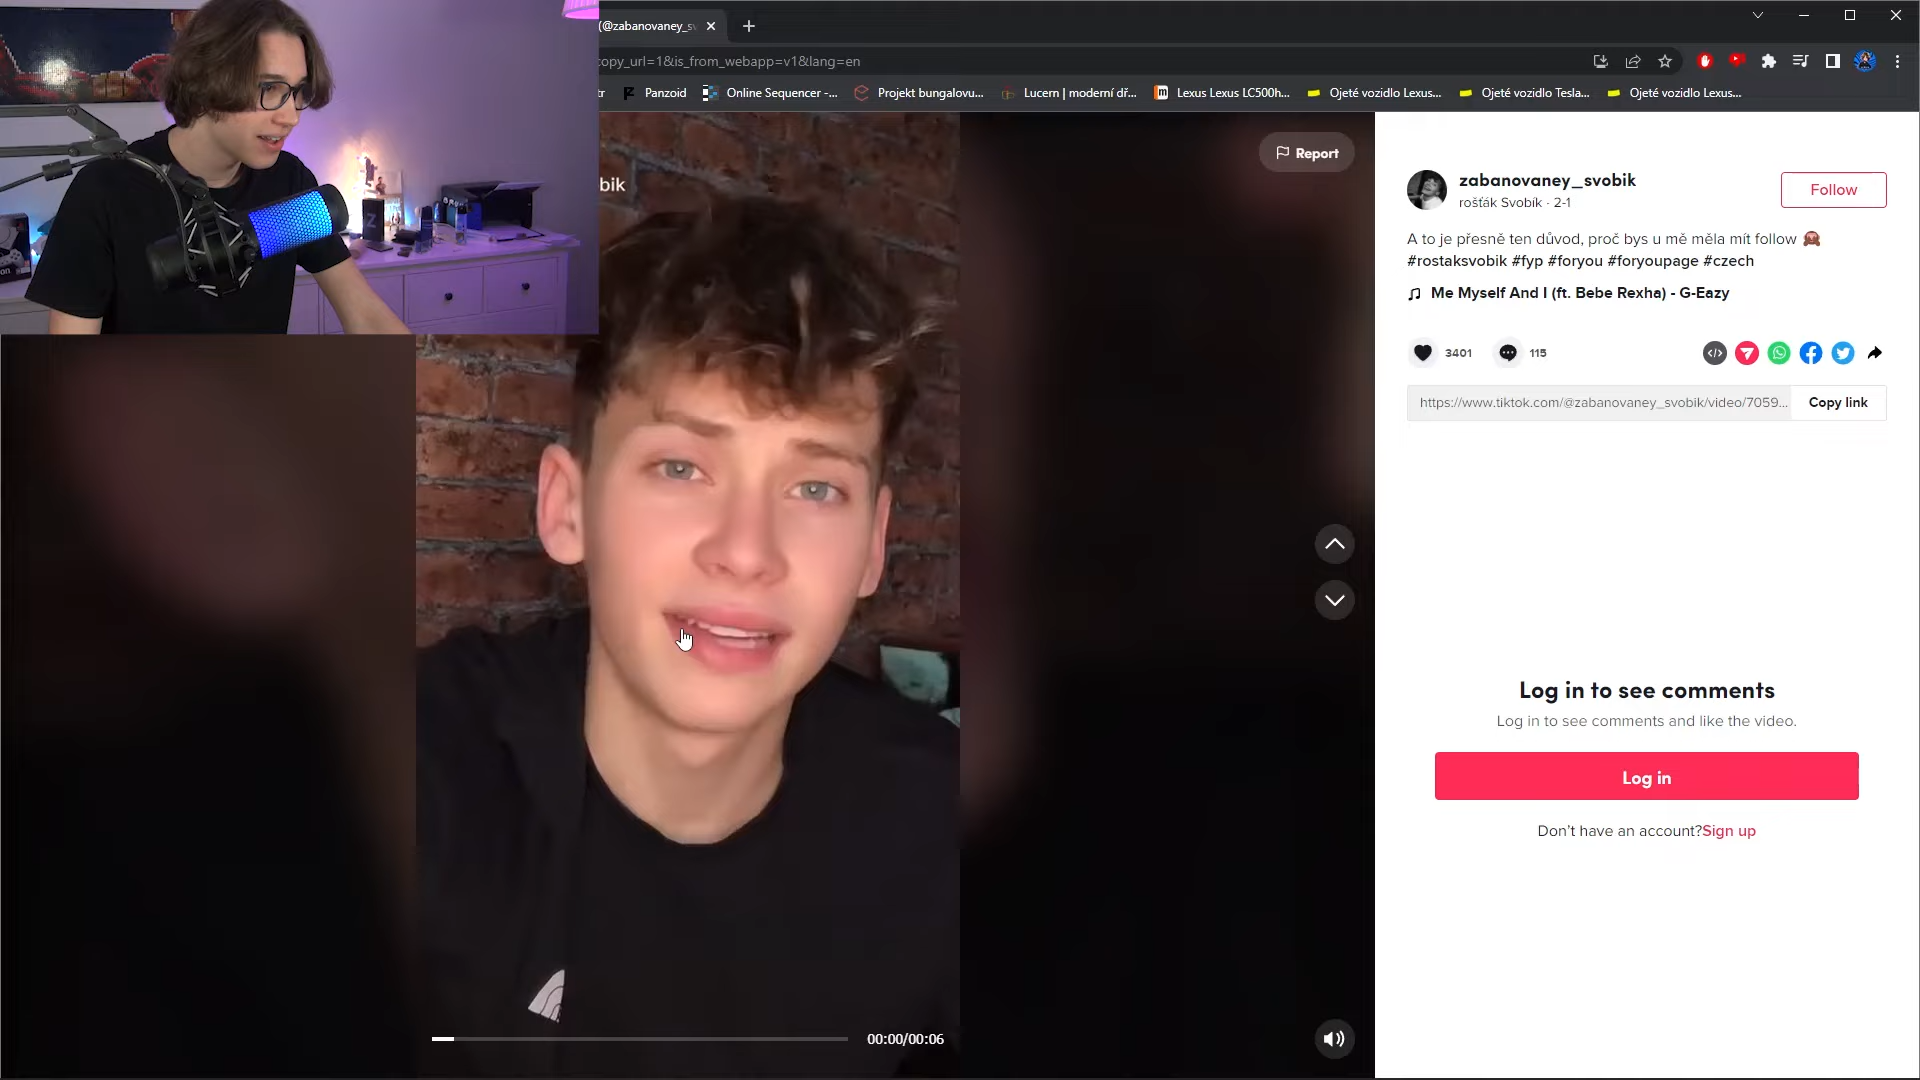 (@zabanovaney_sv
copy_url=1&is_from_webapp=v1&lang=en
tr
Panzoid
Online Sequencer -...
Projekt bungalovu...
Lucern | moderní dř...
Lexus Lexus LC500h...
Ojeté vozidlo Lexus...
Ojeté vozidlo Tesla...
Ojeté vozidlo Lexus...
bik
Report
zabanovaney_svobik
rošťák Svobík · 2-1
Follow
A to je přesně ten důvod, proč bys u mě měla mít follow 🙈
#rostaksvobik #fyp #foryou #foryoupage #czech
Me Myself And I (ft. Bebe Rexha) - G-Eazy
3401
115
https://www.tiktok.com/@zabanovaney_svobik/video/7059...
Copy link
Log in to see comments
Log in to see comments and like the video.
Log in
Don't have an account?Sign up
00:00/00:06